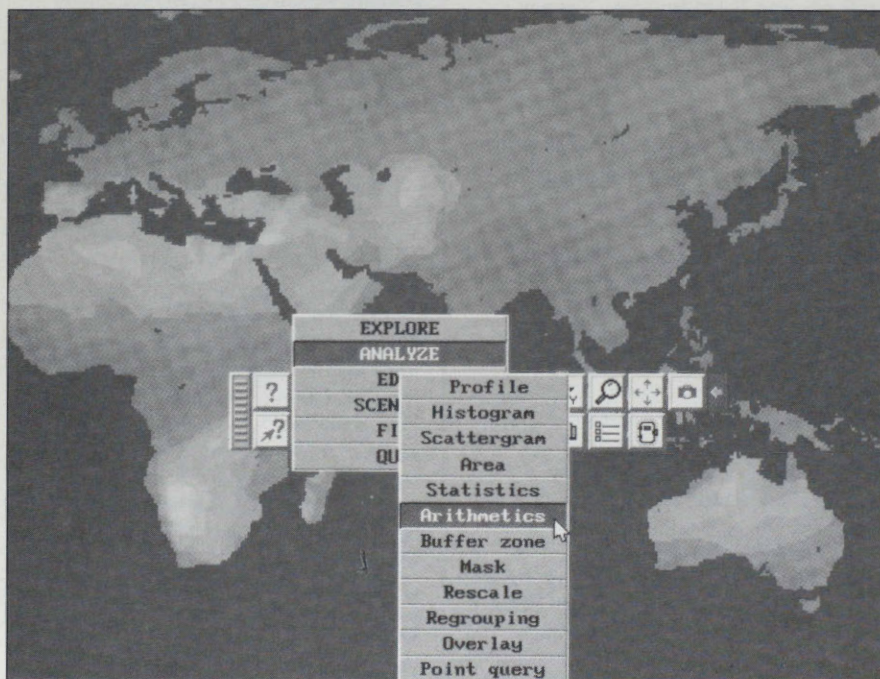 EXPLORE
ANALYZE
ED
SCEN
FI
QU
Profile
Histogram
Scattergram
Area
Statistics
Arithmetics
Buffer zone
Mask
Rescale
Regrouping
Overlay
Point query
?
?
Y